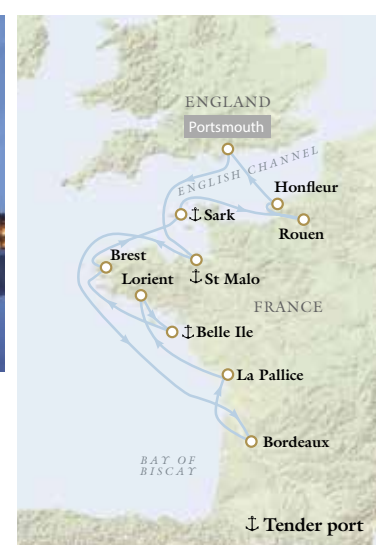 ENGLAND
Portsmouth
ENGLISH CHANNEL
Honfleur
Sark
Rouen
Brest
St Malo
Lorient
FRANCE
Belle Ile
La Pallice
Bordeaux
BAY OF
BISCAY
Tender port